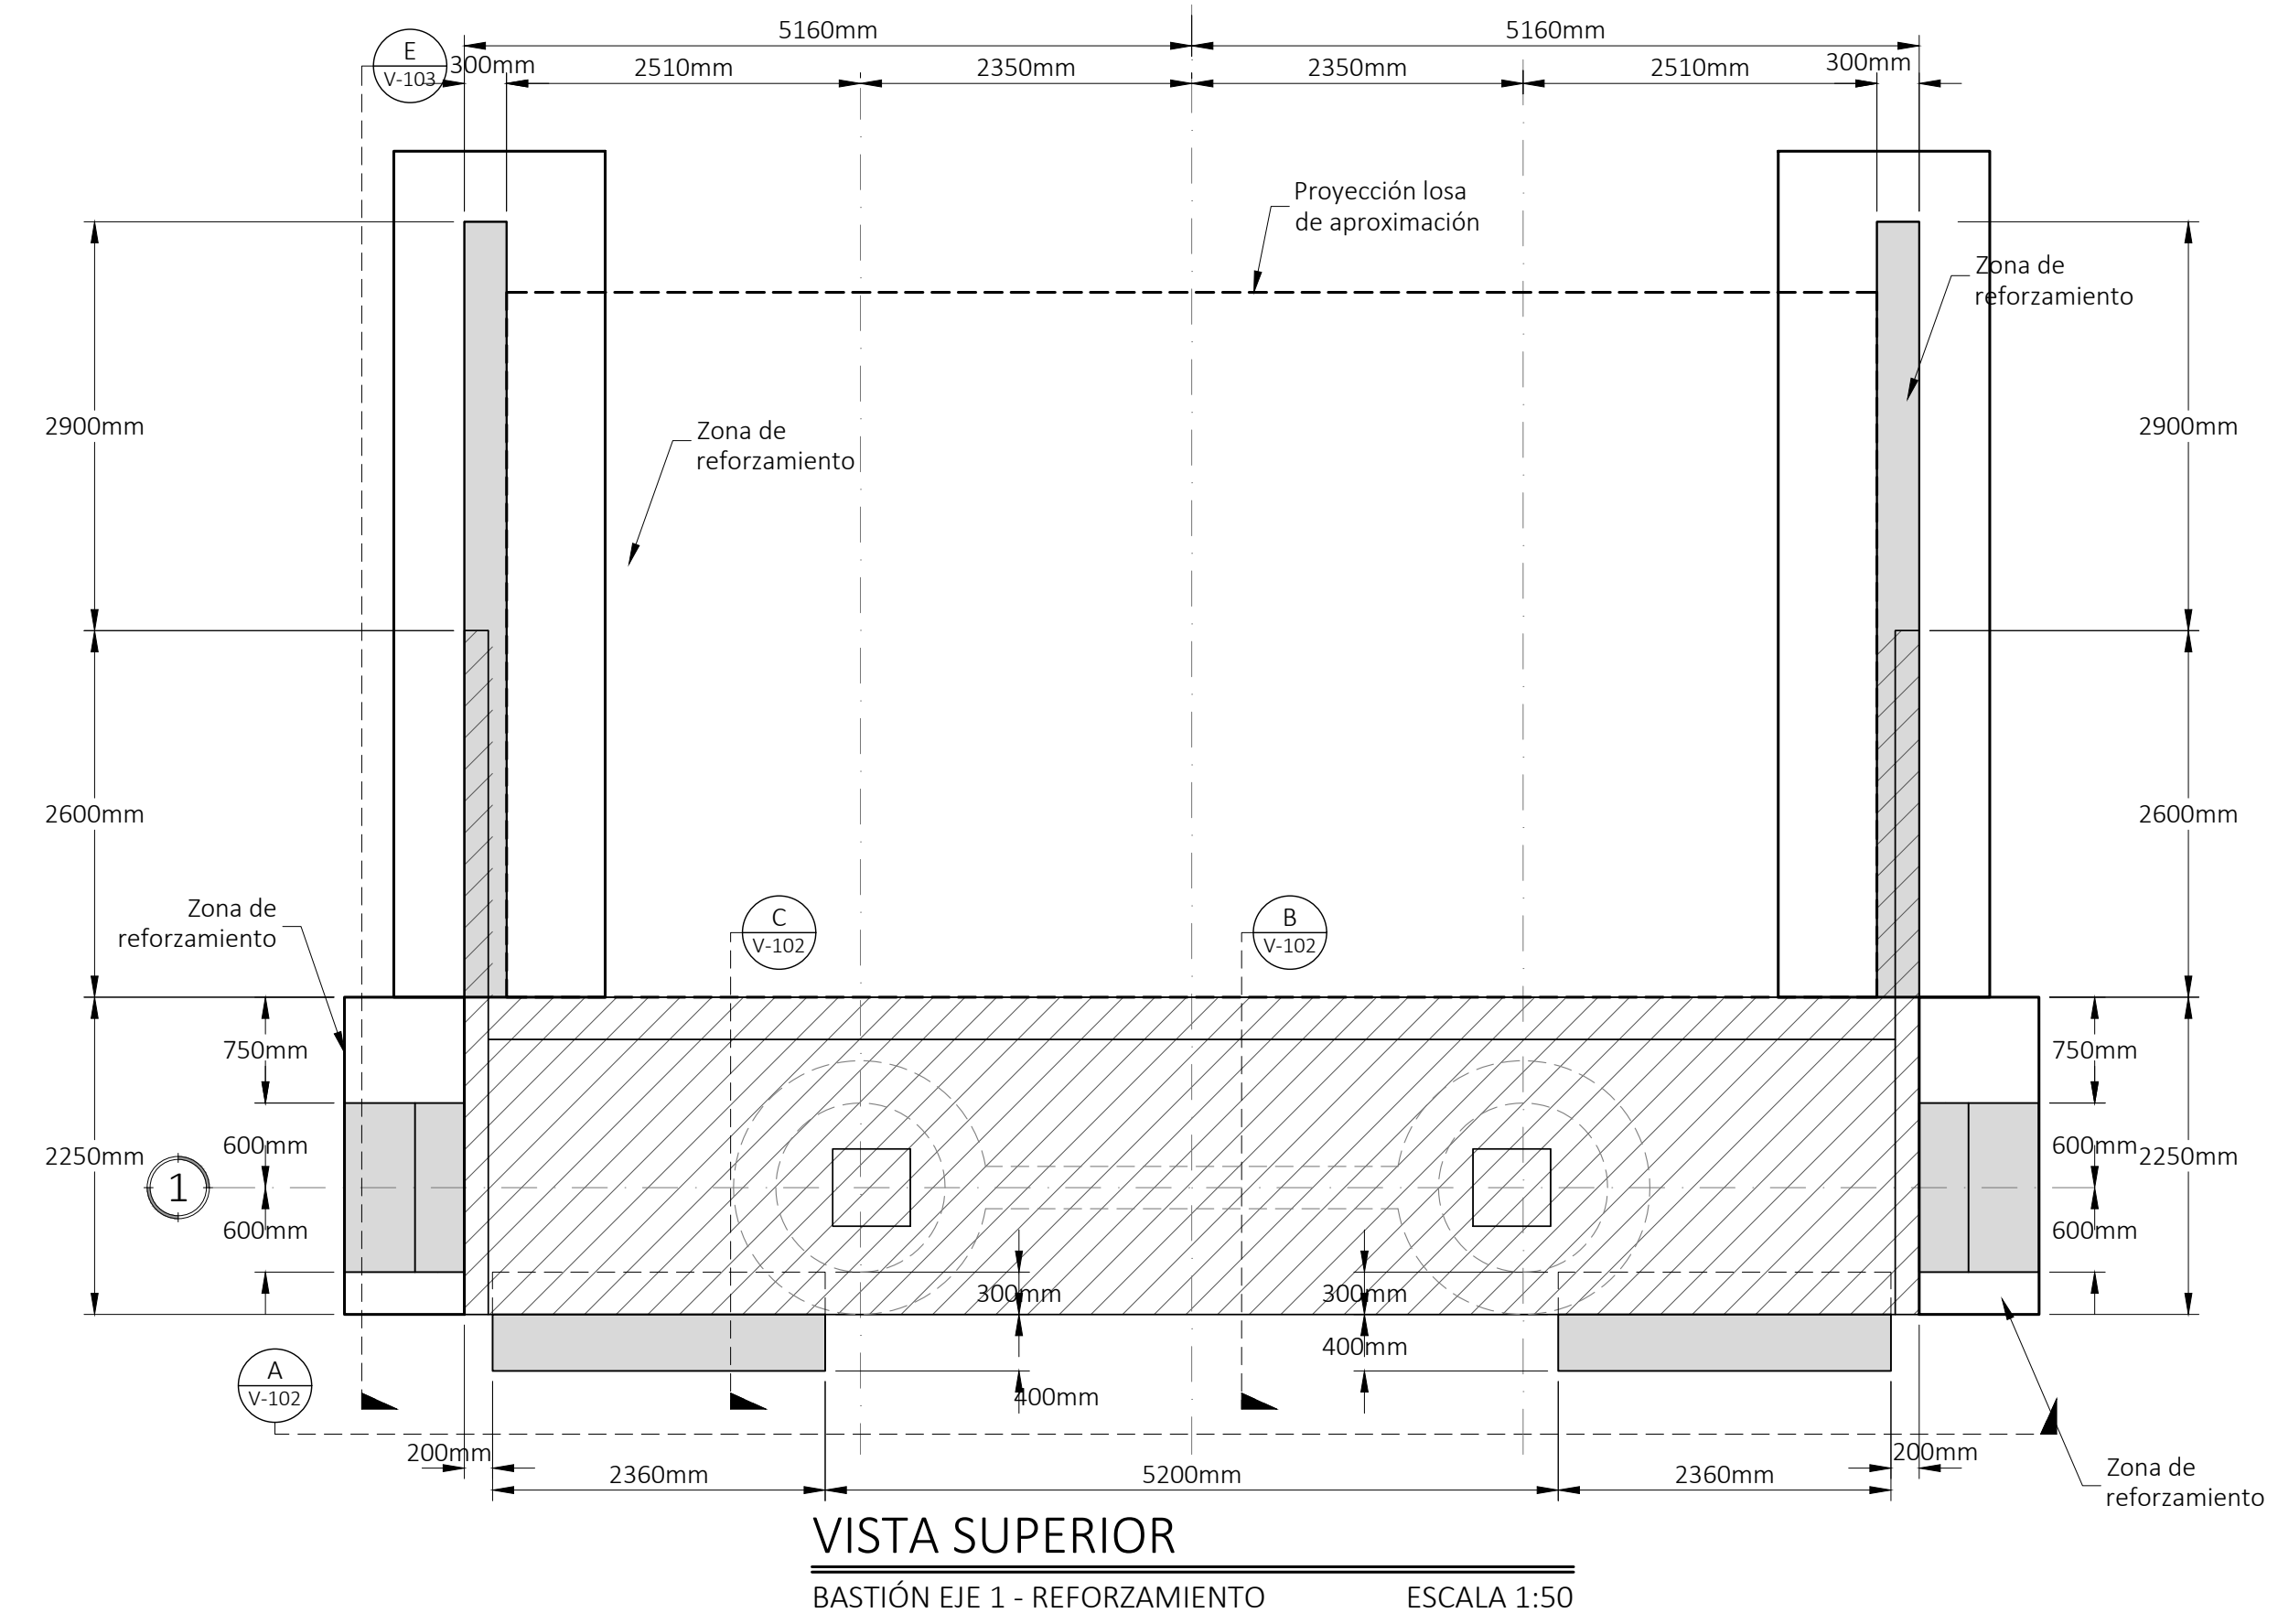 5160mm
5160mm
E
V-103
300mm
2510mm
2350mm
2350mm
2510mm
300mm
Proyección losa
de aproximación
Zona de
reforzamiento
2900mm
2900mm
Zona de
reforzamiento
2600mm
2600mm
Zona de
reforzamiento
C
V-102
B
V-102
750mm
750mm
600mm
600mm
2250mm
2250mm
1
600mm
600mm
300mm
300mm
400mm
400mm
A
V-102
200mm
200mm
2360mm
5200mm
2360mm
Zona de
reforzamiento
VISTA SUPERIOR
BASTIÓN EJE 1 - REFORZAMIENTO ESCALA 1:50